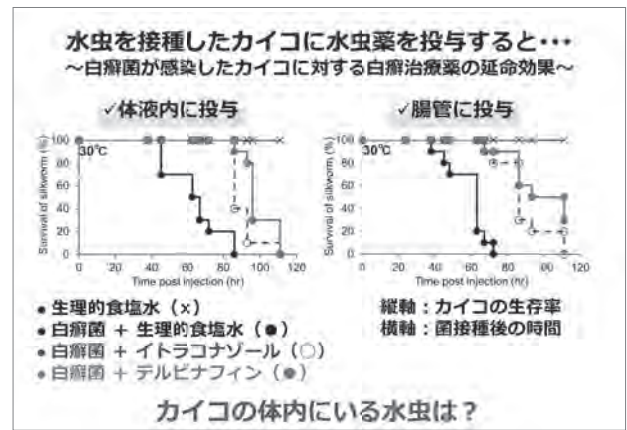 水虫を接種したカイコに水虫薬を投与すると・・・
～白癬菌が感染したカイコに対する白癬治療薬の延命効果～
✓体液内に投与
✓腸管に投与
Survival of silkworm (%)
100
80
60
40
20
0
30℃
0 20 40 60 80 100 120
Time post injection (hr)
Survival of silkworm (%)
100
80
60
40
20
0
30℃
0 20 40 60 80 100 120
Time post injection (hr)
• 生理的食塩水（x）
• 白癬菌 + 生理的食塩水（●）
• 白癬菌 + イトラコナゾール（○）
• 白癬菌 + テルビナフィン（●）
縦軸：カイコの生存率
横軸：菌接種後の時間
カイコの体内にいる水虫は？